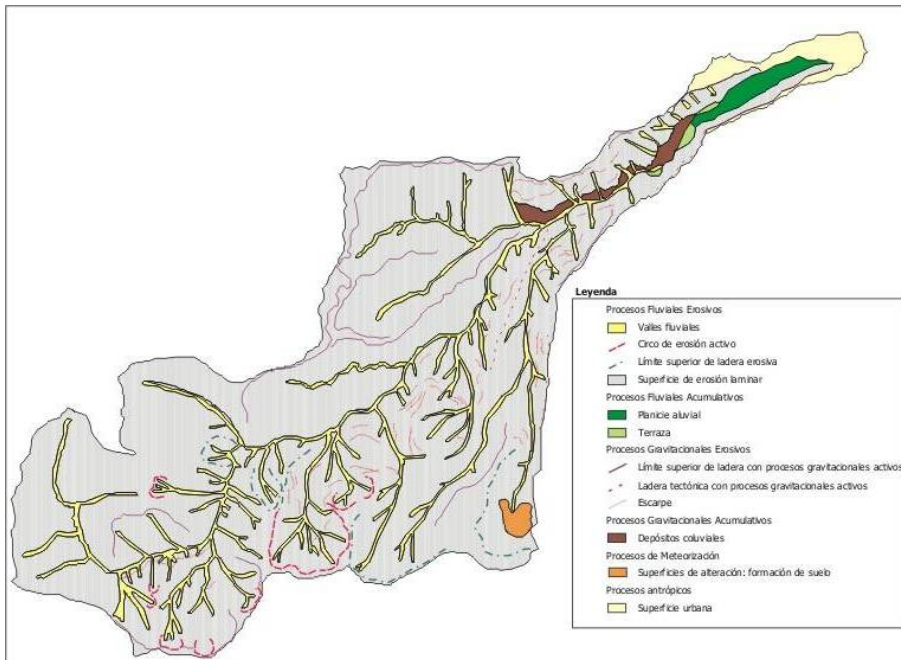 Leyenda
Procesos Fluviales Erosivos
Valles fluviales
Circo de erosión activo
Límite superior de ladera erosiva
Superficie de erosión laminar
Procesos Fluviales Acumulativos
Planicie aluvial
Terraza
Procesos Gravitacionales Erosivos
Límite superior de ladera con procesos gravitacionales activos
Ladera tectónica con procesos gravitacionales activos
Escarpe
Procesos Gravitacionales Acumulativos
Depósitos coluviales
Procesos de Meteorización
Superficies de alteración: formación de suelo
Procesos antrópicos
Superficie urbana